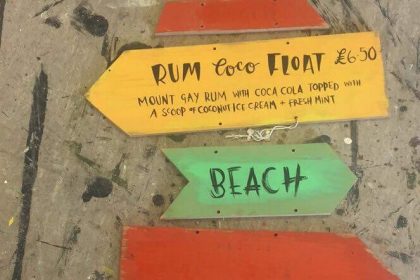 RUM Coco FLOAT £6.50
MOUNT GAY RUM WITH COCA COLA TOPPED WITH
A SCOOP OF COCONUT ICE CREAM + FRESH MINT
BEACH